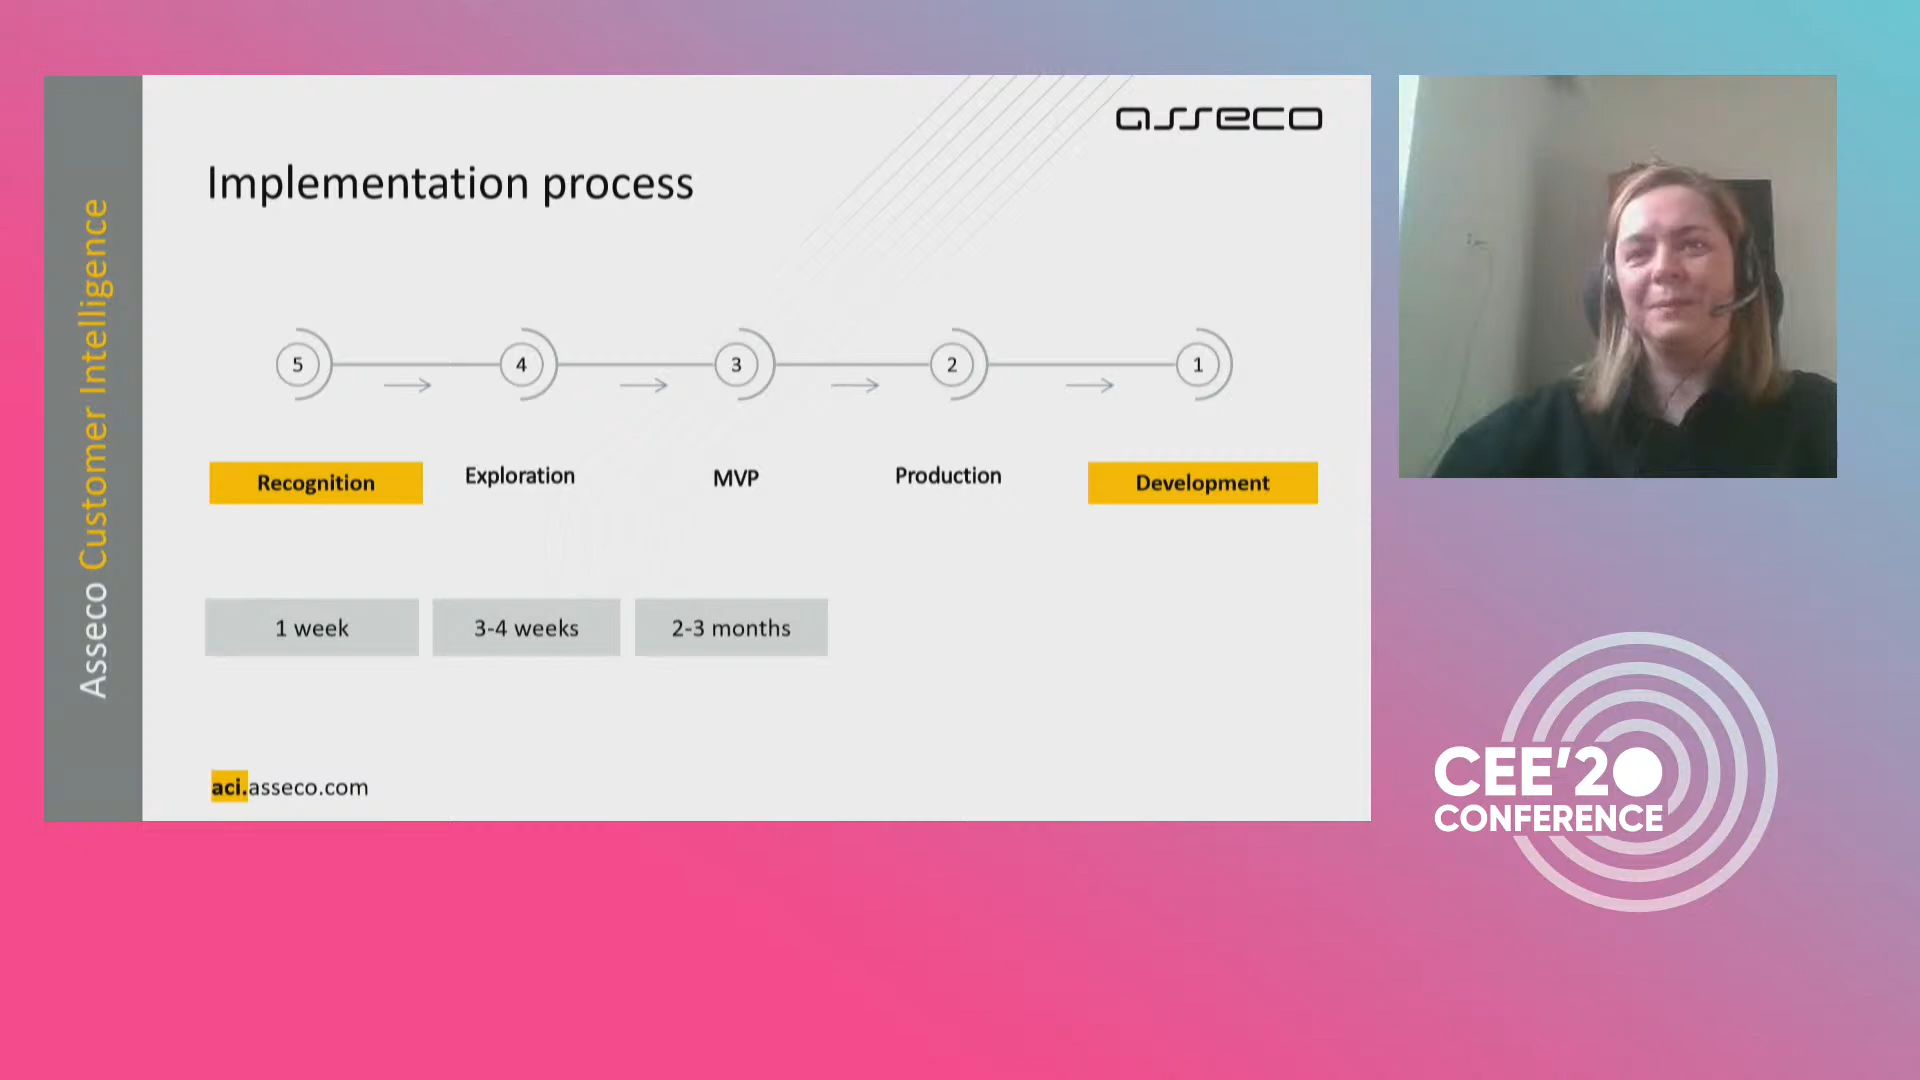 Asseco Customer Intelligence
asseco
Implementation process
5 4 3 2 1
Recognition Exploration MVP Production Development
1 week 3-4 weeks 2-3 months
aci.asseco.com
CEE'20
CONFERENCE